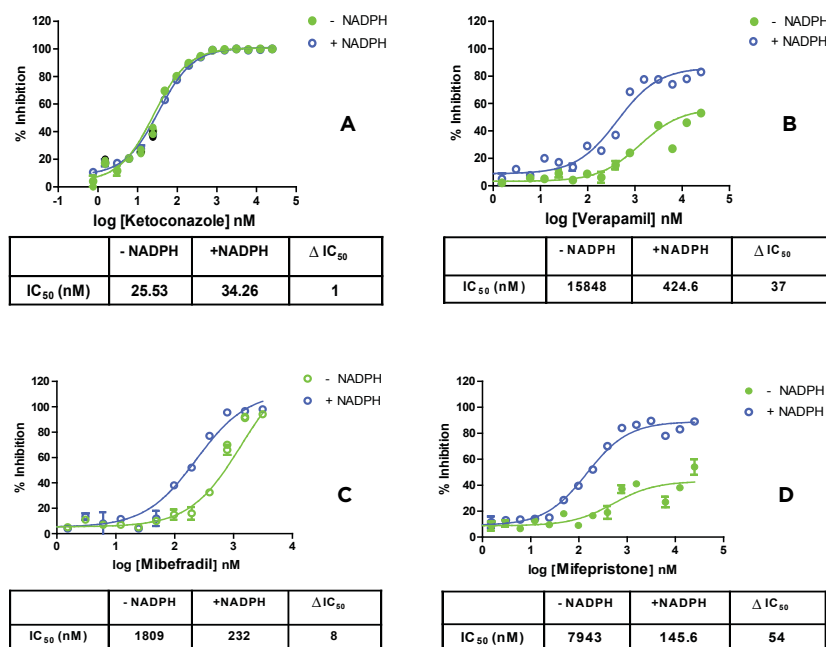 - NADPH
+ NADPH
120
100
80
60
40
20
0
-1 0 1 2 3 4 5
% Inhibition
log [Ketoconazole] nM
A
- NADPH +NADPH Δ IC50
IC50 (nM) 25.53 34.26 1
- NADPH
+ NADPH
120
100
80
60
40
20
0
0 1 2 3 4 5
% Inhibition
log [Verapamil] nM
B
- NADPH +NADPH Δ IC50
IC50 (nM) 15848 424.6 37
- NADPH
+ NADPH
120
100
80
60
40
20
0
0 1 2 3 4
% Inhibition
log [Mibefradil] nM
C
- NADPH +NADPH Δ IC50
IC50 (nM) 1809 232 8
- NADPH
+ NADPH
120
100
80
60
40
20
0
0 1 2 3 4 5
% Inhibition
log [Mifepristone] nM
D
- NADPH +NADPH Δ IC50
IC50 (nM) 7943 145.6 54